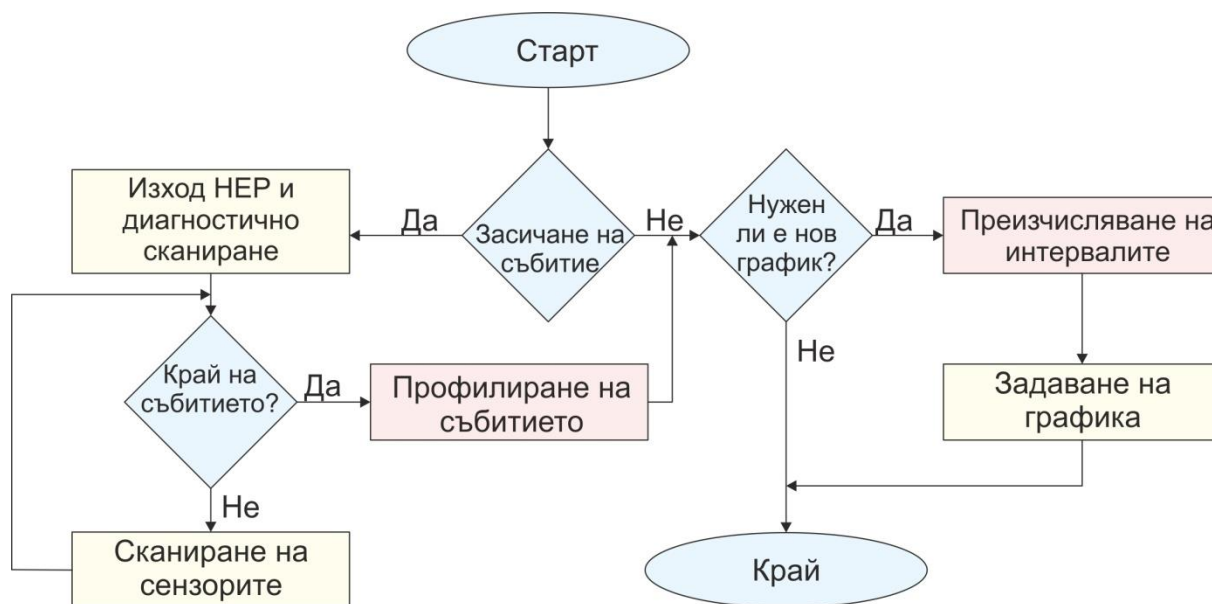 Старт
Изход НЕР и
диагностично
сканиране
Да
Засичане на
събитие
Не
Нужен
ли е нов
график?
Да
Преизчисляване на
интервалите
Не
Край на
събитието?
Да
Профилиране на
събитието
Задаване на
графика
Не
Сканиране на
сензорите
Край